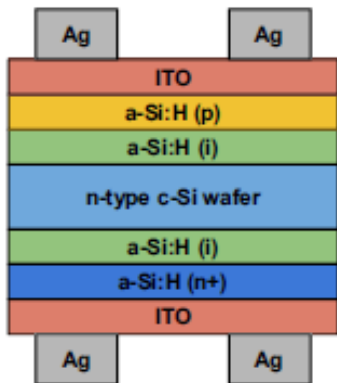 Ag Ag
ITO
a-Si:H (p)
a-Si:H (i)
n-type c-Si wafer
a-Si:H (i)
a-Si:H (n+)
ITO
Ag Ag